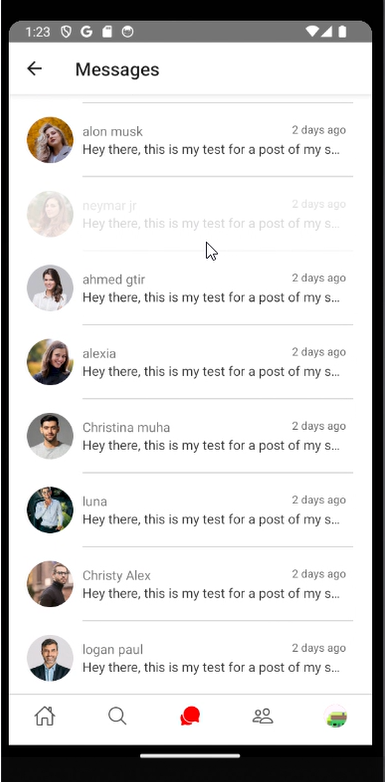 1:23
Messages
alon musk 2 days ago
Hey there, this is my test for a post of my s...
neymar jr 2 days ago
Hey there, this is my test for a post of my s...
ahmed gtir 2 days ago
Hey there, this is my test for a post of my s...
alexia 2 days ago
Hey there, this is my test for a post of my s...
Christina muha 2 days ago
Hey there, this is my test for a post of my s...
luna 2 days ago
Hey there, this is my test for a post of my s...
Christy Alex 2 days ago
Hey there, this is my test for a post of my s...
logan paul 2 days ago
Hey there, this is my test for a post of my s...